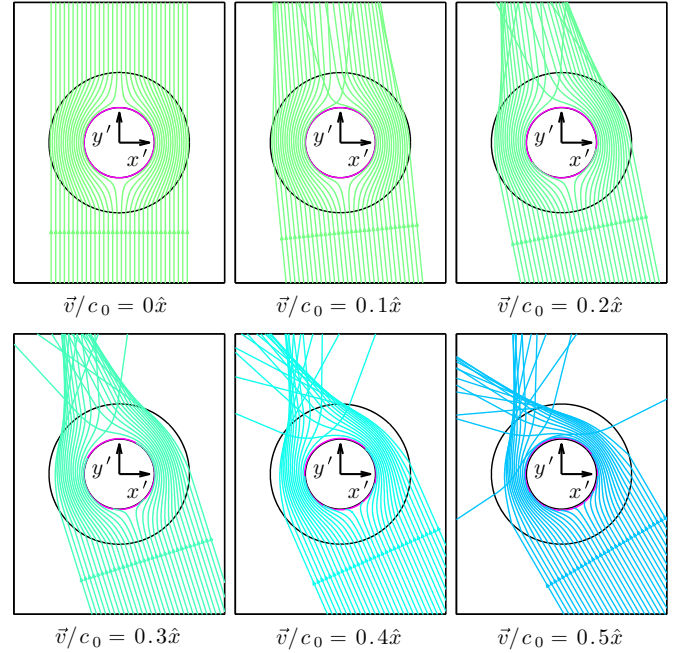 y′ x′ y′ x′ y′ x′
v⃗/c₀ = 0x̂ v⃗/c₀ = 0.1x̂ v⃗/c₀ = 0.2x̂
y′ x′ y′ x′ y′ x′
v⃗/c₀ = 0.3x̂ v⃗/c₀ = 0.4x̂ v⃗/c₀ = 0.5x̂